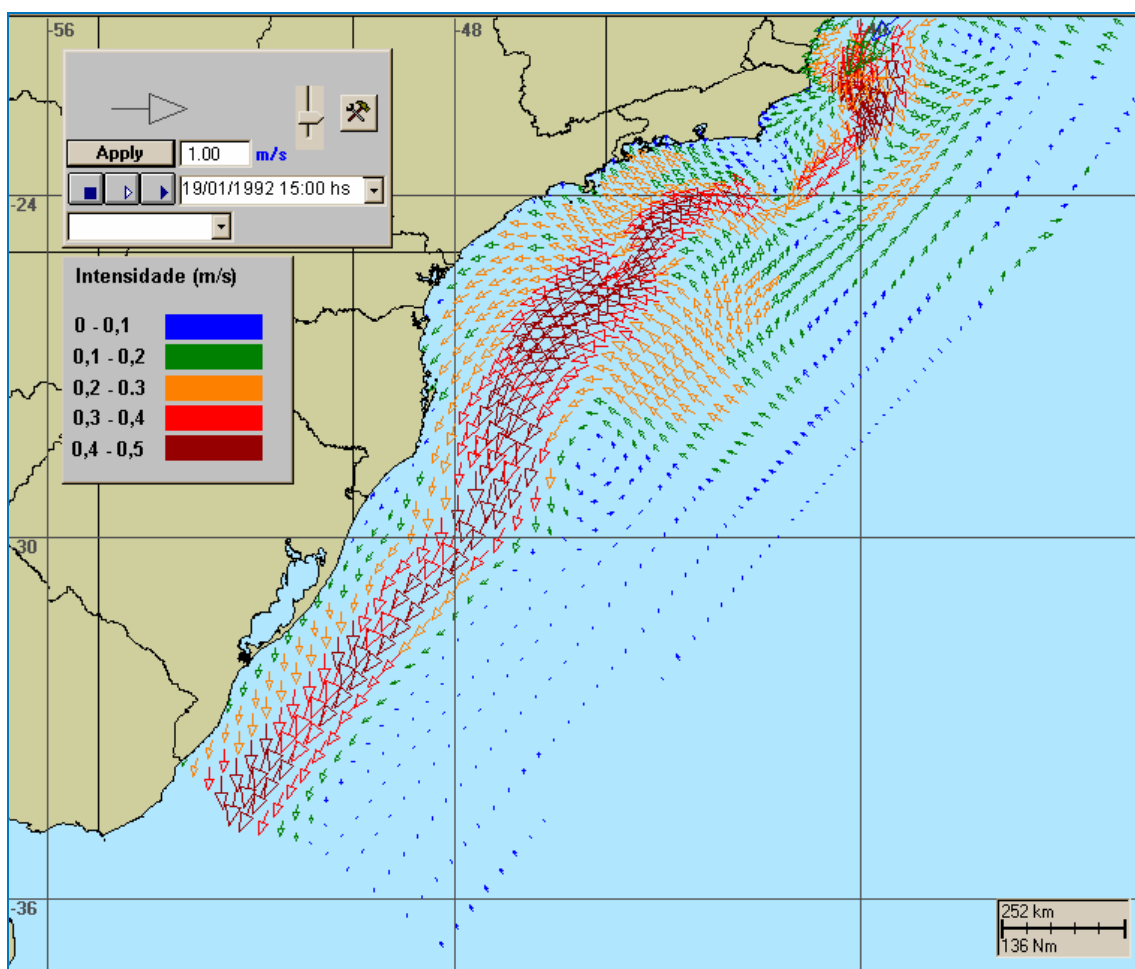 -56
-48
-40
Apply
1.00
m/s
19/01/1992 15:00 hs
-24
Intensidade (m/s)
0 - 0,1
0,1 - 0,2
0,2 - 0.3
0,3 - 0,4
0,4 - 0,5
-30
-36
252 km
136 Nm